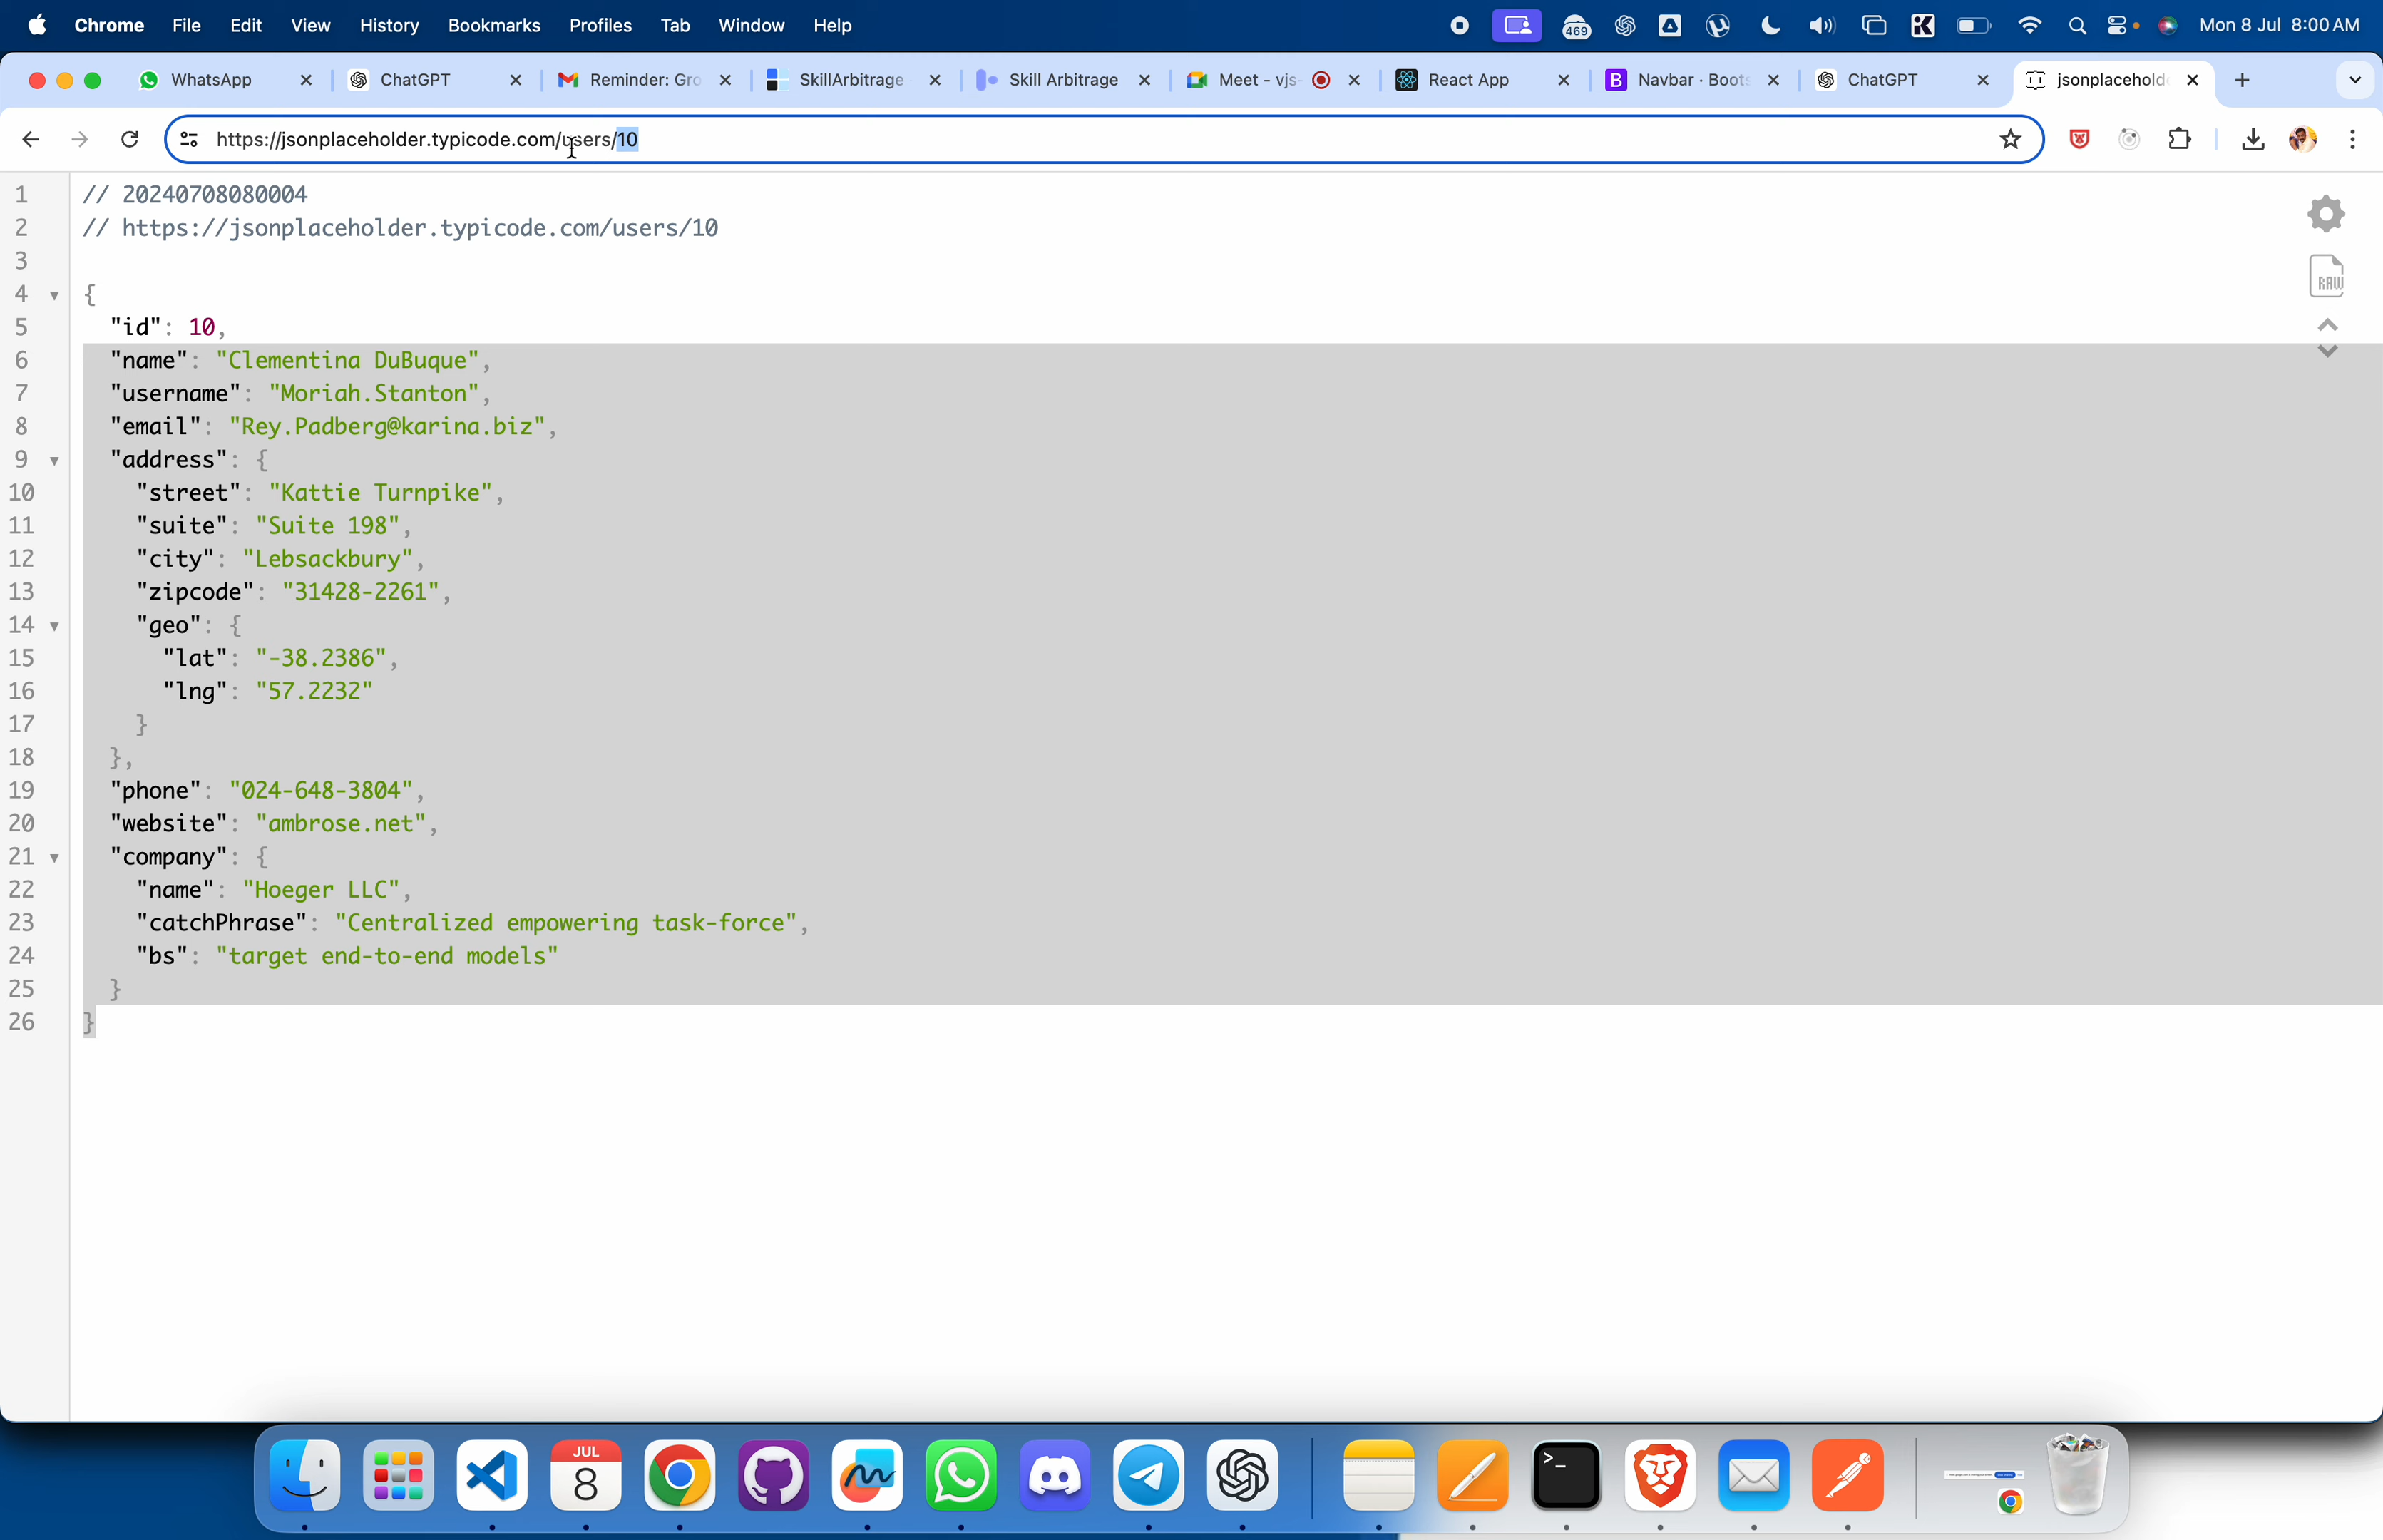 Chrome File Edit View History Bookmarks Profiles Tab Window Help 469 Mon 8 Jul 8:00 AM
WhatsApp ChatGPT Reminder: Gro SkillArbitrage Skill Arbitrage Meet - vjs- React App Navbar · Boots ChatGPT jsonplaceholde
https://jsonplaceholder.typicode.com/users/10
1 // 20240708080004
2 // https://jsonplaceholder.typicode.com/users/10
3
4 {
5 "id": 10,
6 "name": "Clementina DuBuque",
7 "username": "Moriah.Stanton",
8 "email": "Rey.Padberg@karina.biz",
9 "address": {
10 "street": "Kattie Turnpike",
11 "suite": "Suite 198",
12 "city": "Lebsackbury",
13 "zipcode": "31428-2261",
14 "geo": {
15 "lat": "-38.2386",
16 "lng": "57.2232"
17 }
18 },
19 "phone": "024-648-3804",
20 "website": "ambrose.net",
21 "company": {
22 "name": "Hoeger LLC",
23 "catchPhrase": "Centralized empowering task-force",
24 "bs": "target end-to-end models"
25 }
26 }
RAW
JUL
8